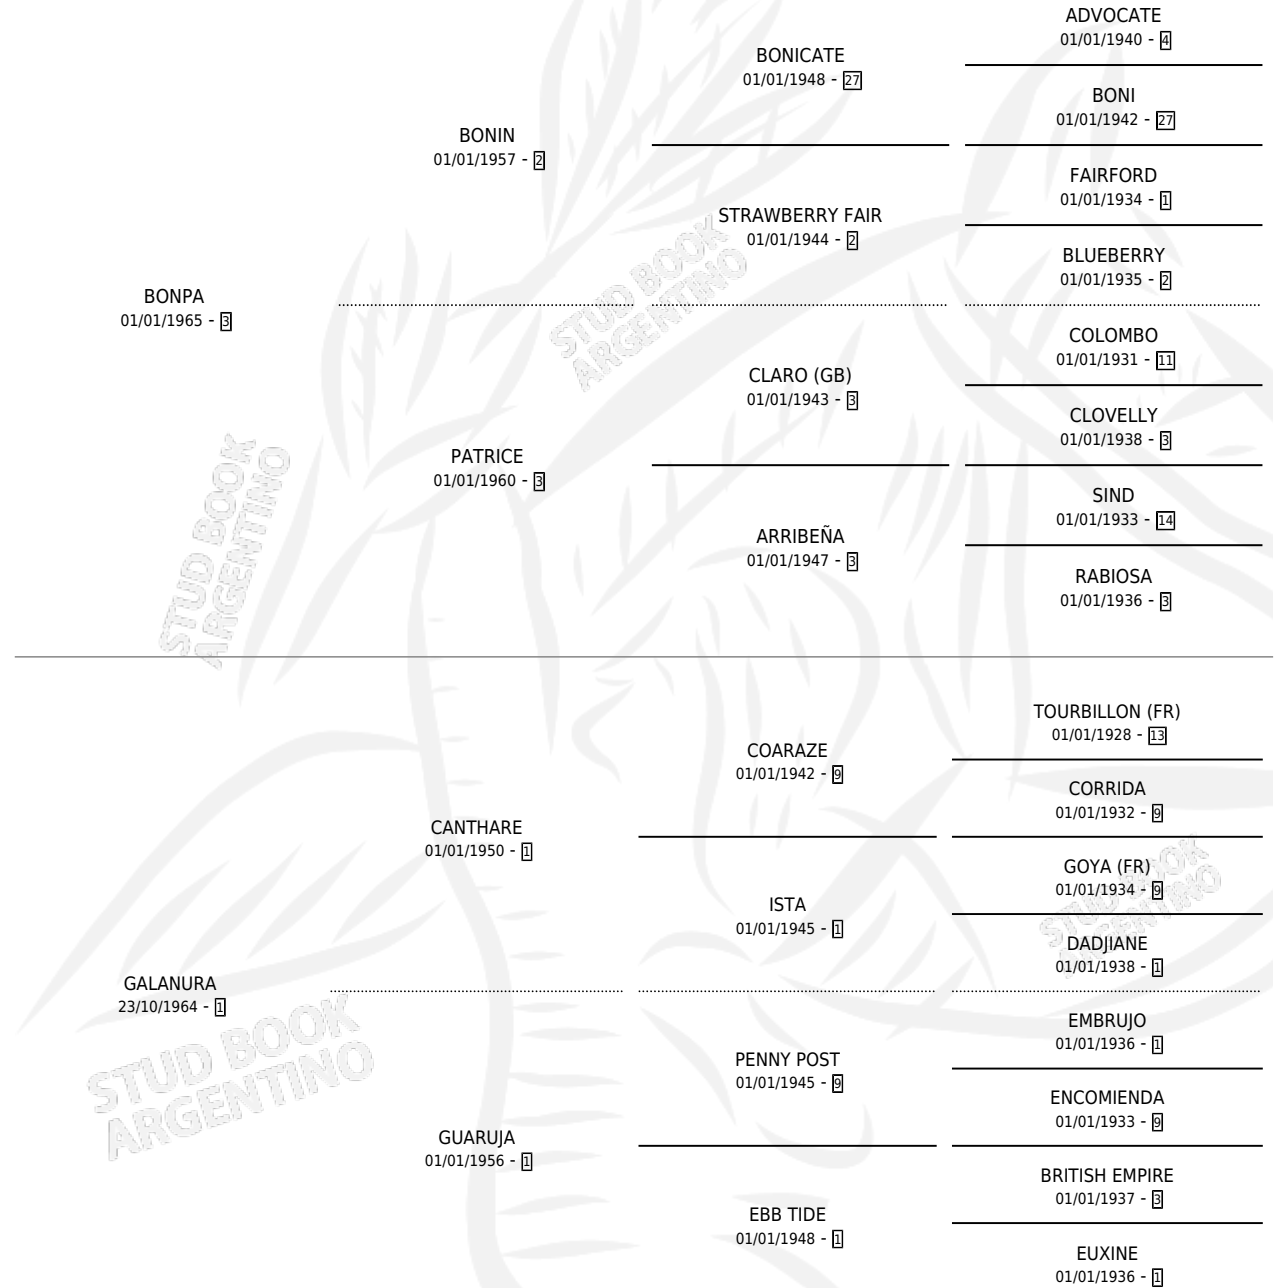 ADVOCATE
01/01/1940 - 4
BONICATE
01/01/1948 - 27
BONI
01/01/1942 - 27
BONIN
01/01/1957 - 2
FAIRFORD
01/01/1934 - 1
STRAWBERRY FAIR
01/01/1944 - 2
BLUEBERRY
01/01/1935 - 2
BONPA
01/01/1965 - 3
COLOMBO
01/01/1931 - 11
CLARO (GB)
01/01/1943 - 3
CLOVELLY
01/01/1938 - 3
PATRICE
01/01/1960 - 3
SIND
01/01/1933 - 14
ARRIBEÑA
01/01/1947 - 3
RABIOSA
01/01/1936 - 3
TOURBILLON (FR)
01/01/1928 - 13
COARAZE
01/01/1942 - 9
CORRIDA
01/01/1932 - 9
CANTHARE
01/01/1950 - 1
GOYA (FR)
01/01/1934 - 9
ISTA
01/01/1945 - 1
DADJIANE
01/01/1938 - 1
GALANURA
23/10/1964 - 1
EMBRUJO
01/01/1936 - 1
PENNY POST
01/01/1945 - 9
ENCOMIENDA
01/01/1933 - 9
GUARUJA
01/01/1956 - 1
BRITISH EMPIRE
01/01/1937 - 3
EBB TIDE
01/01/1948 - 1
EUXINE
01/01/1936 - 1
STUD BOOK
ARGENTINO
STUD BOOK
ARGENTINO
STUD BOOK
ARGENTINO
STUD BOOK
ARGENTINO